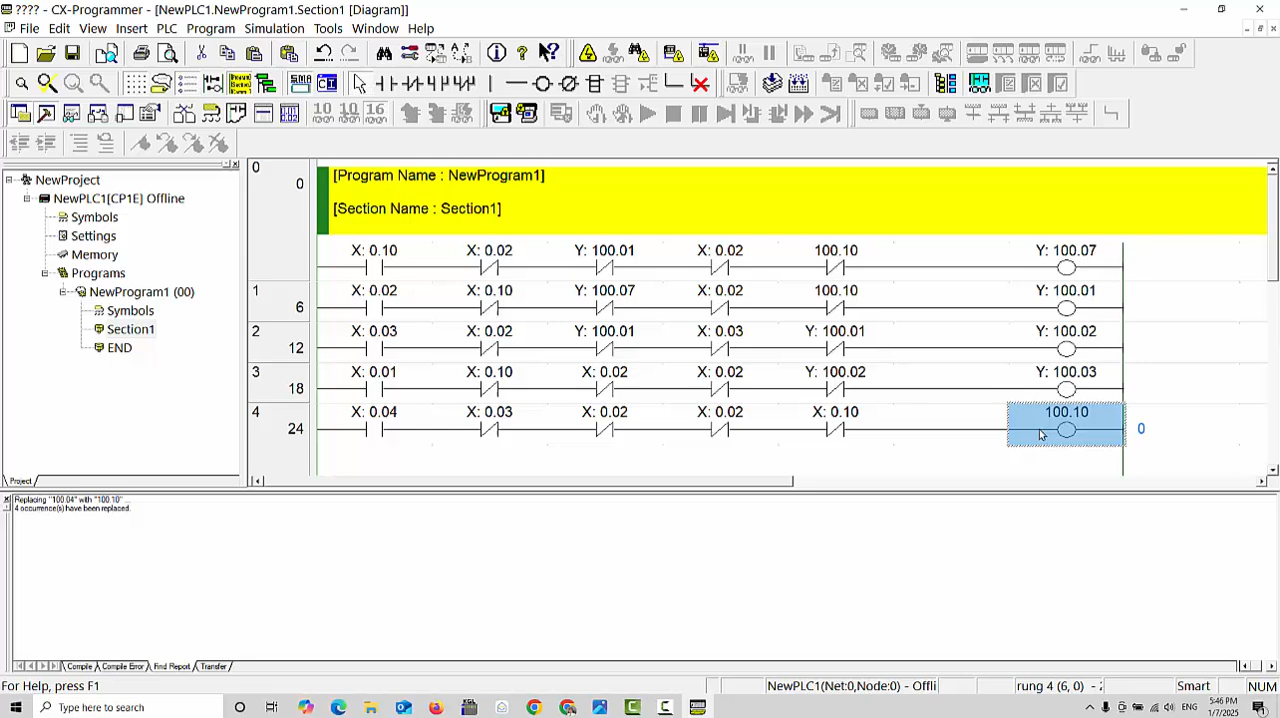 ???? - CX-Programmer - [NewPLC1.NewProgram1.Section1 [Diagram]]
File Edit View Insert PLC Program Simulation Tools Window Help
10 10 16
NewProject
NewPLC1[CP1E] Offline
Symbols
Settings
Memory
Programs
NewProgram1 (00)
Symbols
Section1
END
Project
0
0
[Program Name : NewProgram1]
[Section Name : Section1]
X: 0.10 X: 0.02 Y: 100.01 X: 0.02 100.10 Y: 100.07
1
6
X: 0.02 X: 0.10 Y: 100.07 X: 0.02 100.10 Y: 100.01
2
12
X: 0.03 X: 0.02 Y: 100.01 X: 0.03 Y: 100.01 Y: 100.02
3
18
X: 0.01 X: 0.10 X: 0.02 X: 0.02 Y: 100.02 Y: 100.03
4
24
X: 0.04 X: 0.03 X: 0.02 X: 0.02 X: 0.10 100.10
0
Replacing "100.04" with "100.10" ...
4 occurrence(s) have been replaced.
Compile Compile Error Find Report Transfer
For Help, press F1
NewPLC1(Net:0,Node:0) - Offli
rung 4 (6, 0) -
Smart
NUM
Type here to search
ENG
5:46 PM
1/7/2025